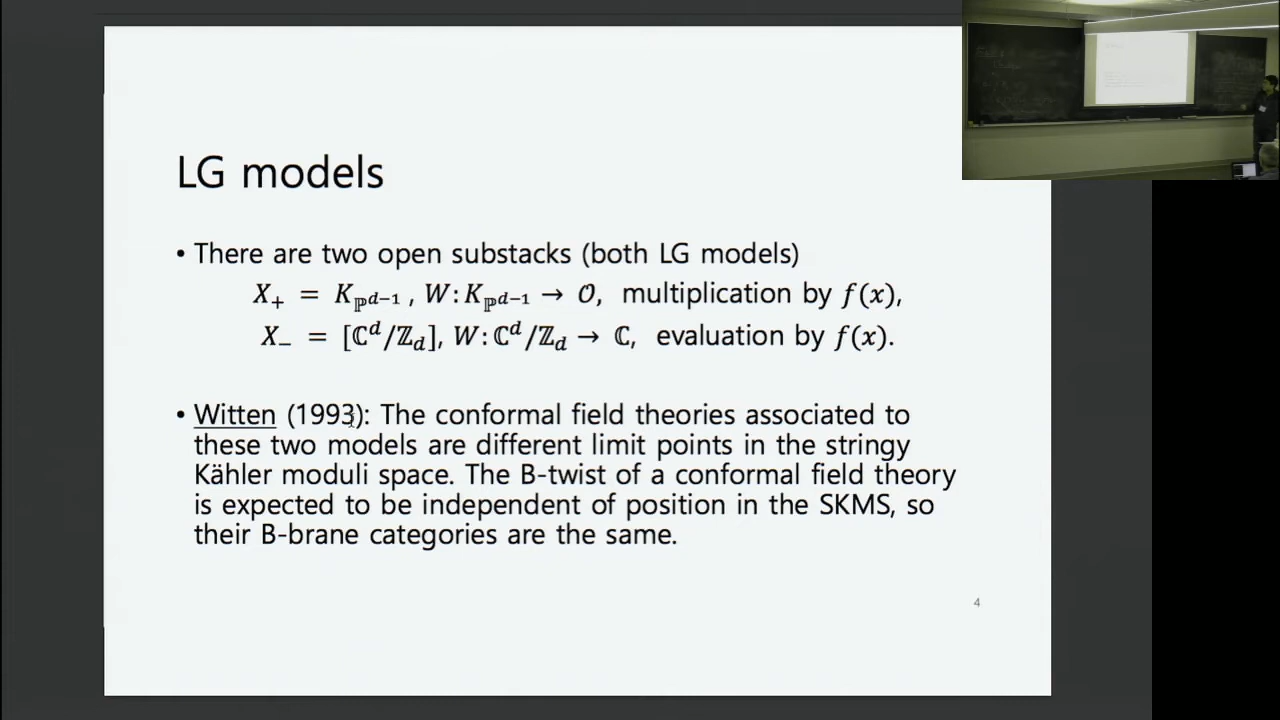 LG models
• There are two open substacks (both LG models)
X₊ = K_{ℙ^{d−1}} , W: K_{ℙ^{d−1}} → 𝒪, multiplication by f(x),
X₋ = [ℂ^d/ℤ_d], W: ℂ^d/ℤ_d → ℂ, evaluation by f(x).
• Witten (1993): The conformal field theories associated to
these two models are different limit points in the stringy
Kähler moduli space. The B-twist of a conformal field theory
is expected to be independent of position in the SKMS, so
their B-brane categories are the same.
4